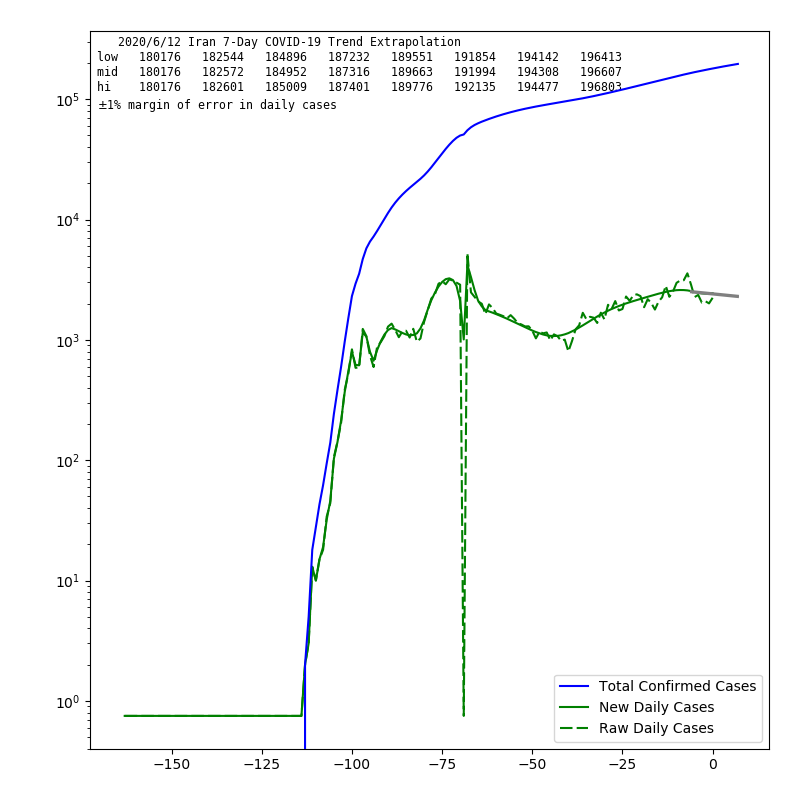 2020/6/12 Iran 7-Day COVID-19 Trend Extrapolation
low 180176 182544 184896 187232 189551 191854 194142 196413
mid 180176 182572 184952 187316 189663 191994 194308 196607
hi 180176 182601 185009 187401 189776 192135 194477 196803
±1% margin of error in daily cases
10^5
10^4
10^3
10^2
10^1
10^0
−150 −125 −100 −75 −50 −25 0
Total Confirmed Cases
New Daily Cases
Raw Daily Cases